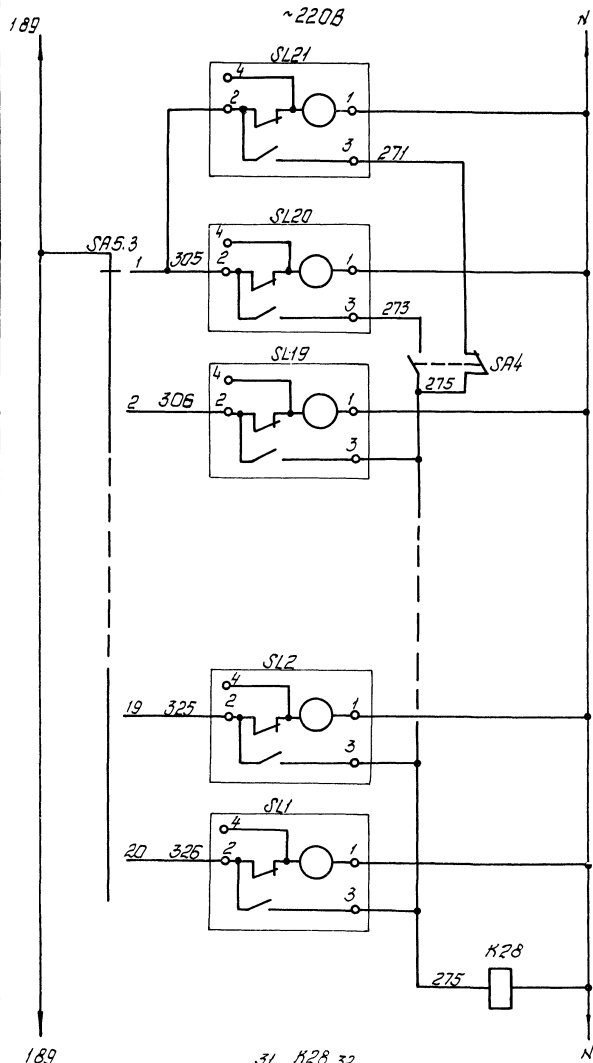 ~220В
189 N
SL21
4
2 1
3 271
SL20
SA5.3 4
1 305 2 1
3 273
SL19
SA4
4 275
2 306 2 1
3
SL2
4
19 325 2 1
3
SL1
4
20 326 2 1
3
K28
275
189 31 K28 32 N